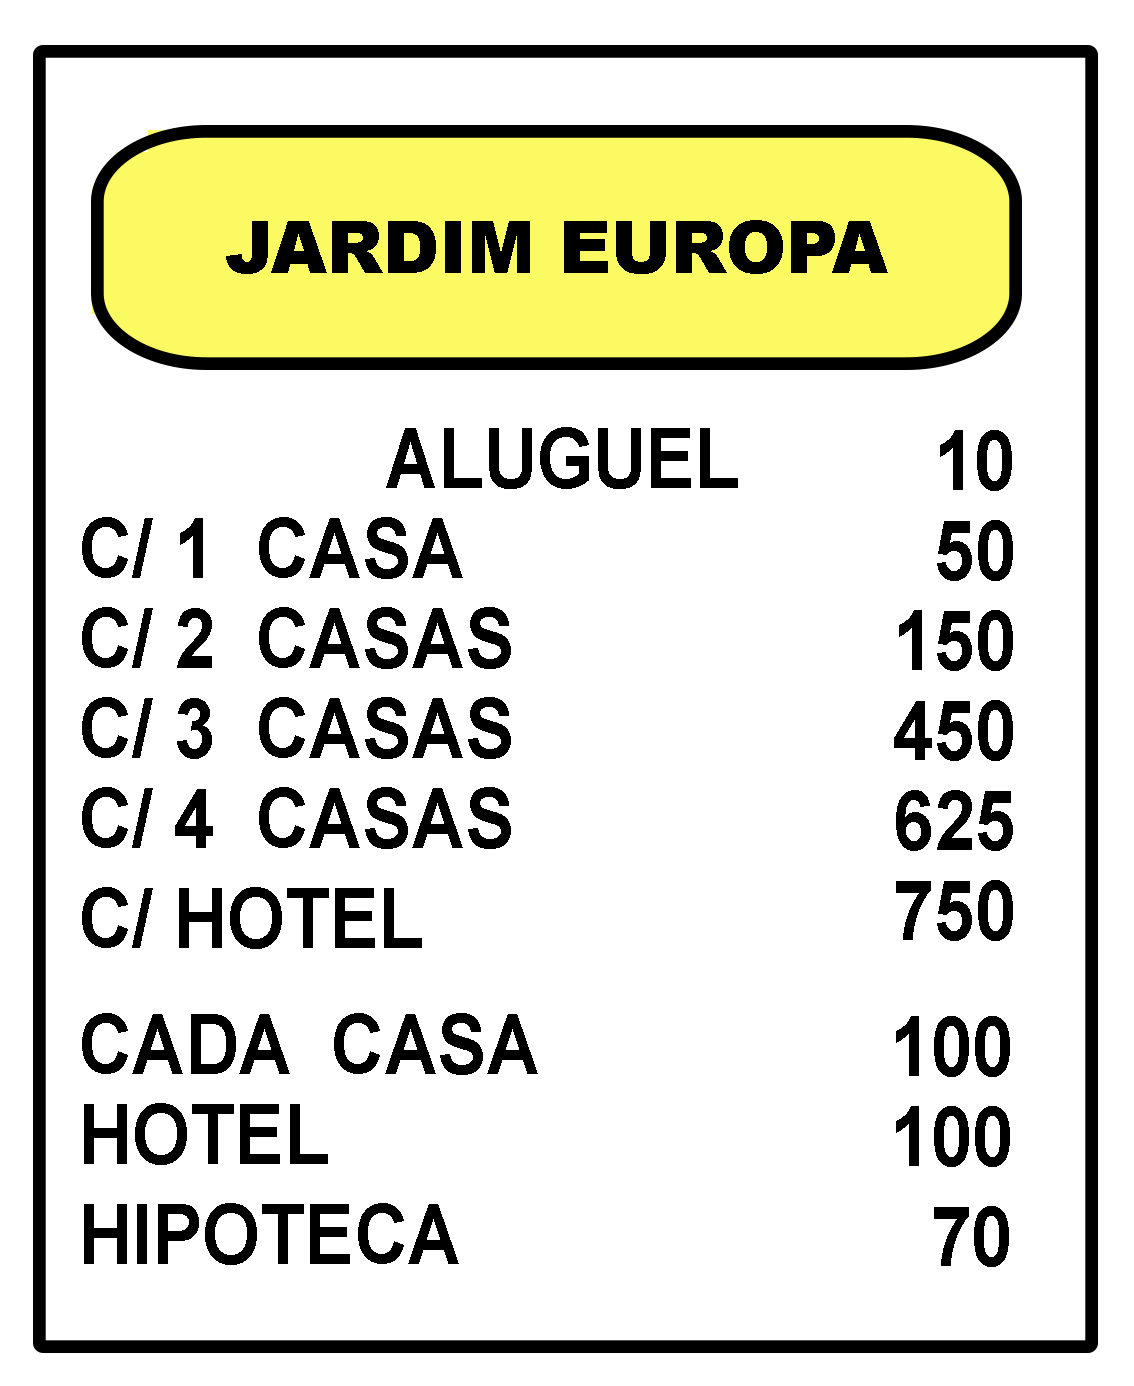 JARDIM EUROPA
ALUGUEL 10
C/ 1 CASA 50
C/ 2 CASAS 150
C/ 3 CASAS 450
C/ 4 CASAS 625
C/ HOTEL 750
CADA CASA 100
HOTEL 100
HIPOTECA 70